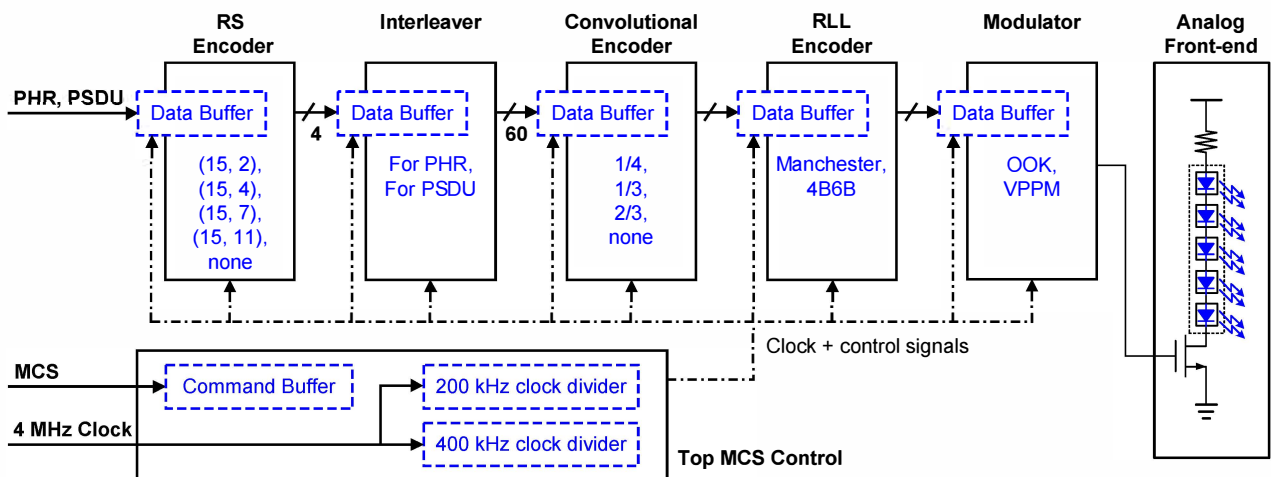 RS
Encoder
Interleaver
Convolutional
Encoder
RLL
Encoder
Modulator
Analog
Front-end
PHR, PSDU
Data Buffer
4
Data Buffer
60
Data Buffer
Data Buffer
Data Buffer
(15, 2),
(15, 4),
(15, 7),
(15, 11),
none
For PHR,
For PSDU
1/4,
1/3,
2/3,
none
Manchester,
4B6B
OOK,
VPPM
Clock + control signals
MCS
Command Buffer
200 kHz clock divider
4 MHz Clock
400 kHz clock divider
Top MCS Control